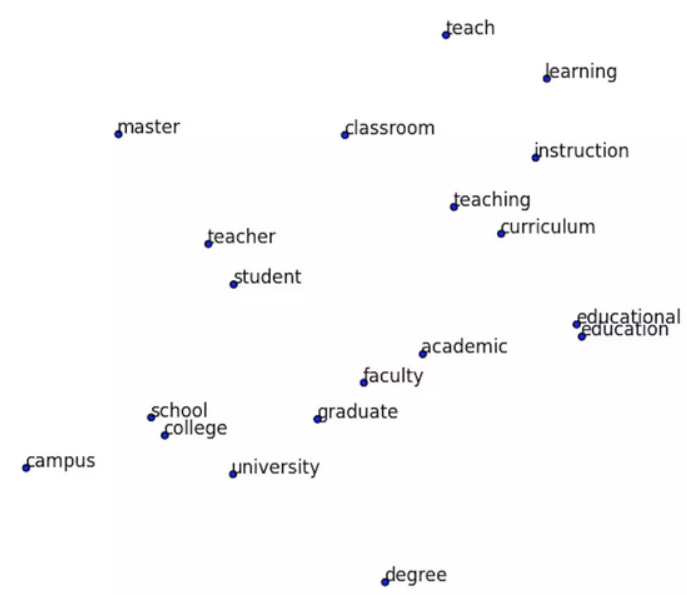 teach
learning
master
classroom
instruction
teaching
curriculum
teacher
student
educational
education
academic
faculty
school
graduate
college
campus
university
degree